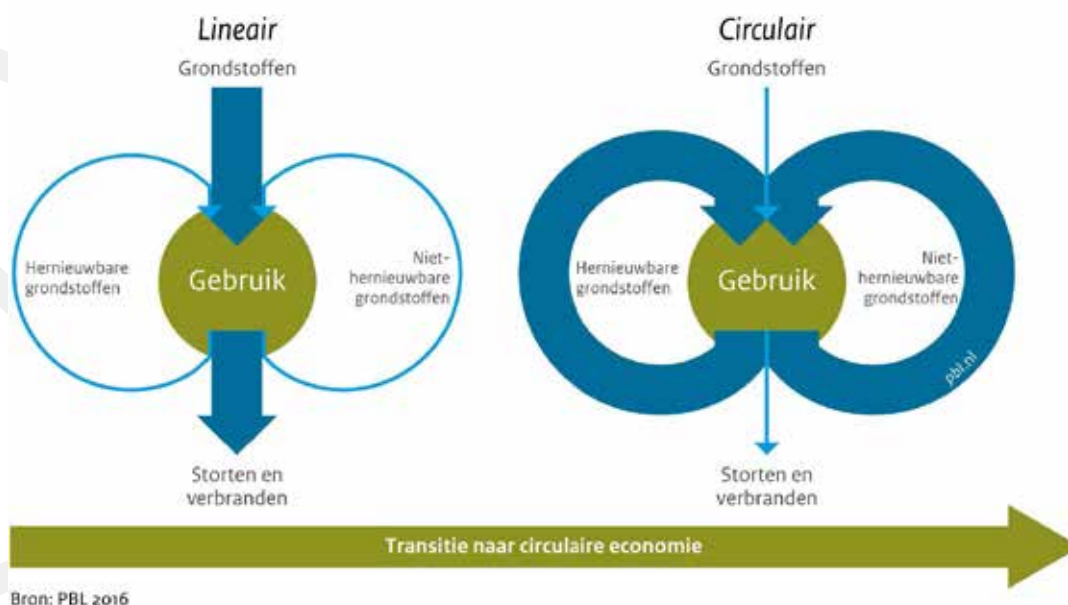 Lineair
Grondstoffen
Hernieuwbare
grondstoffen
Gebruik
Niet-
hernieuwbare
grondstoffen
Storten en
verbranden
Circulair
Grondstoffen
Hernieuwbare
grondstoffen
Gebruik
Niet-
hernieuwbare
grondstoffen
pbl.nl
Storten en
verbranden
Transitie naar circulaire economie
Bron: PBL 2016